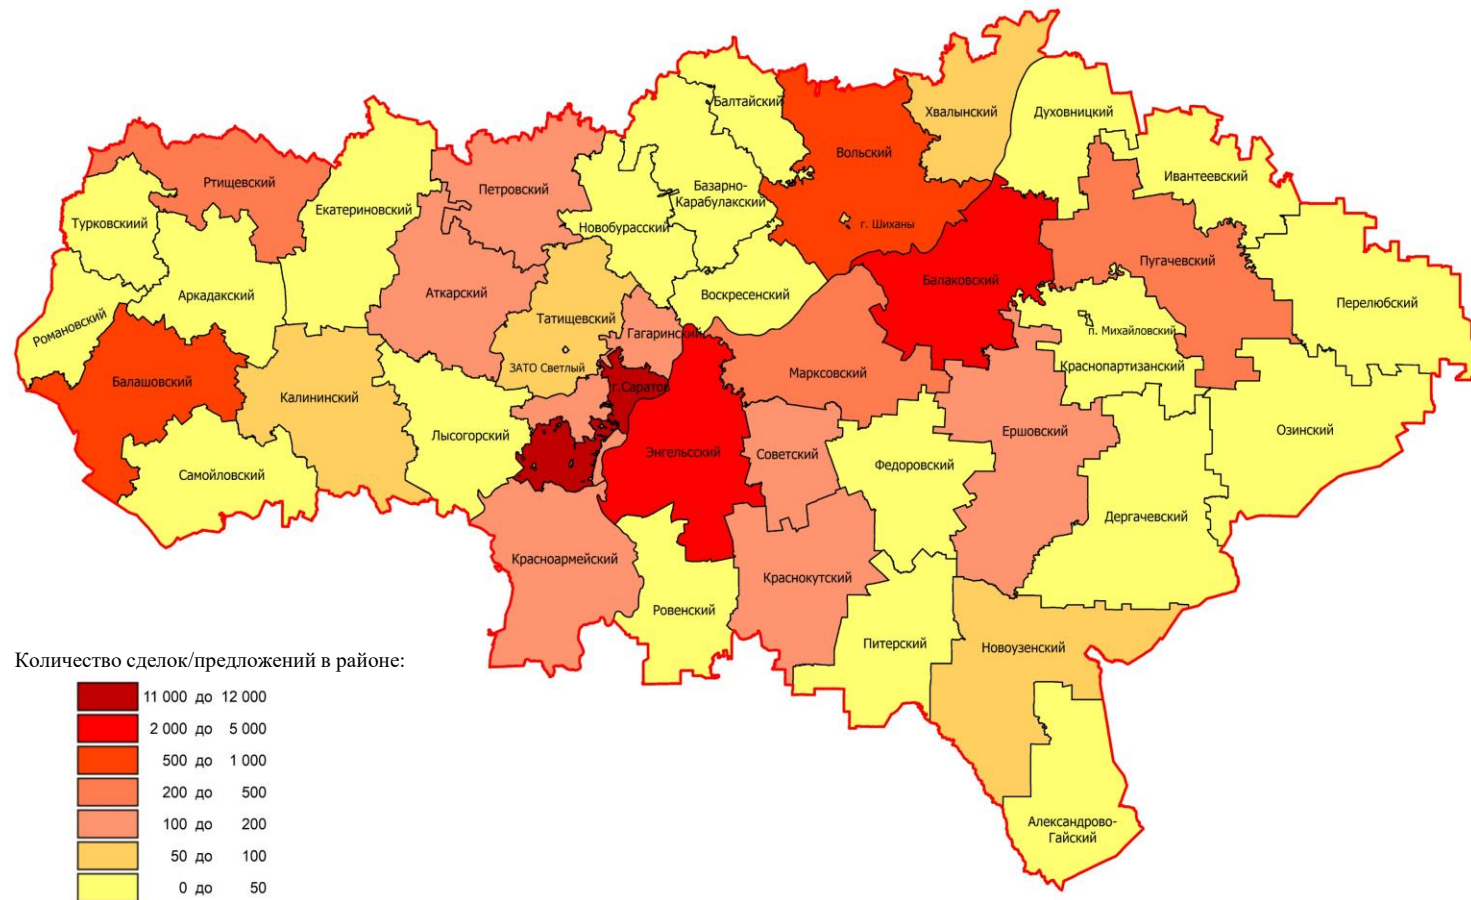 Балтайский
Хвалынский
Духовницкий
Вольский
Ртищевский
Петровский
Базарно-
Карабулакский
Ивантеевский
Турковскиий
Екатериновский
Новобурасский
г. Шиханы
Пугачевский
Аркадакский
Аткарский
Воскресенский
Балаковский
Перелюбский
Романовский
Татищевский
Гагаринский
п. Михайловский
ЗАТО Светлый
Краснопартизанский
Балашовский
Калининский
г.Саратов
Марксовский
Лысогорский
Энгельсский
Советский
Федоровский
Ершовский
Озинский
Самойловский
Дергачевский
Красноармейский
Краснокутский
Ровенский
Питерский
Новоузенский
Александрово-
Гайский
Количество сделок/предложений в районе:
11 000 до 12 000
2 000 до 5 000
500 до 1 000
200 до 500
100 до 200
50 до 100
0 до 50